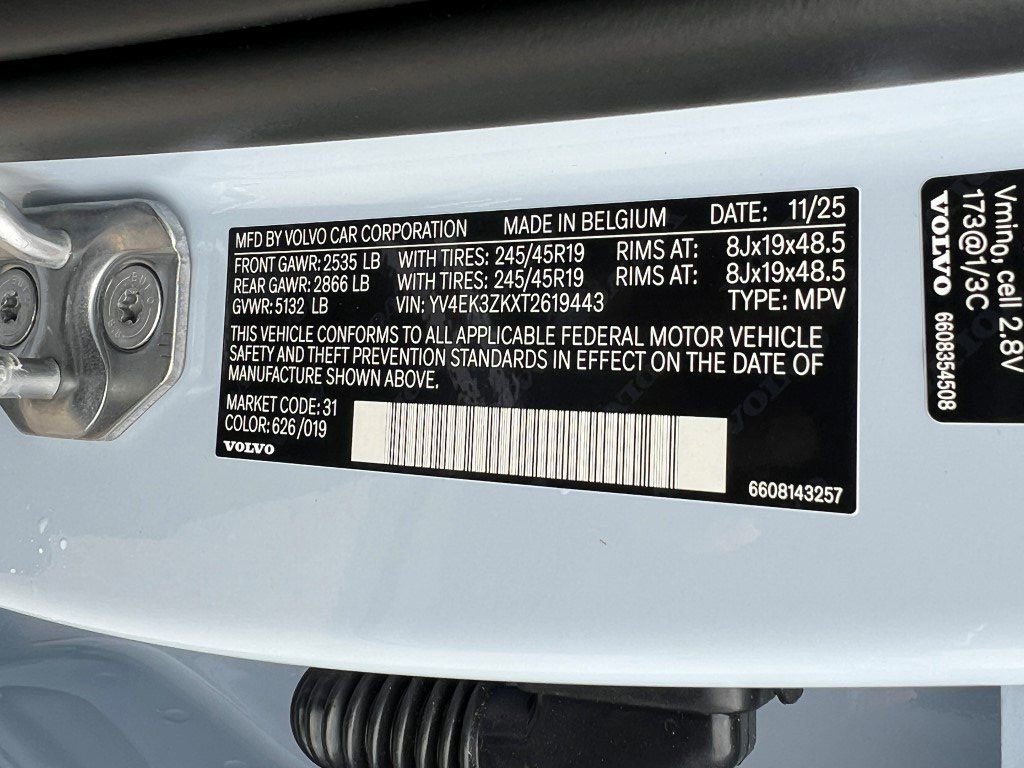 MFD BY VOLVO CAR CORPORATION MADE IN BELGIUM DATE: 11/25
FRONT GAWR: 2535 LB WITH TIRES: 245/45R19 RIMS AT: 8Jx19x48.5
REAR GAWR: 2866 LB WITH TIRES: 245/45R19 RIMS AT: 8Jx19x48.5
GVWR: 5132 LB VIN: YV4EK3ZKXT2619443 TYPE: MPV
THIS VEHICLE CONFORMS TO ALL APPLICABLE FEDERAL MOTOR VEHICLE
SAFETY AND THEFT PREVENTION STANDARDS IN EFFECT ON THE DATE OF
MANUFACTURE SHOWN ABOVE.
MARKET CODE: 31
COLOR: 626/019
VOLVO
6608143257
Vmino, cell 2.8V
173@1/3C
VOLVO 6608354508